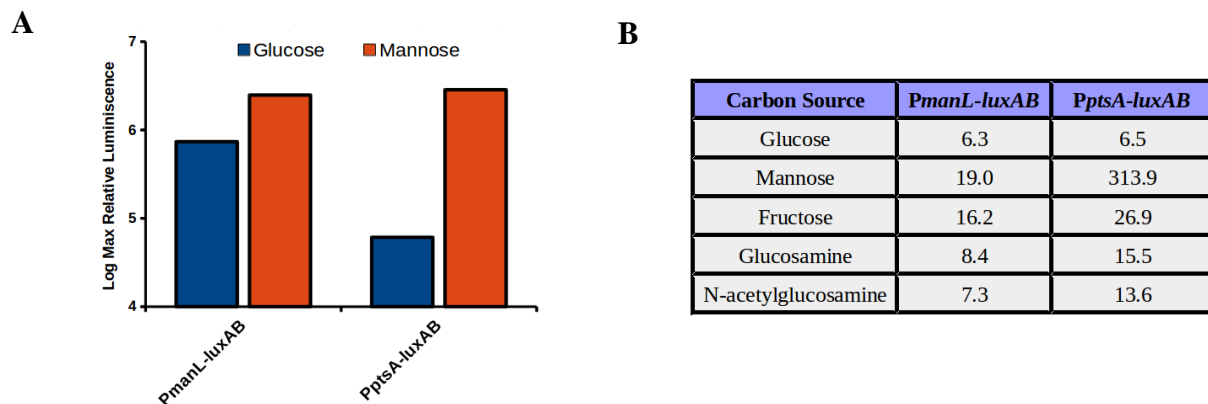 A
7
6
5
4
Log Max Relative Luminiscence
Glucose Mannose
PmanL-luxAB
PptsA-luxAB
B
Carbon Source PmanL-luxAB PptsA-luxAB
Glucose 6.3 6.5
Mannose 19.0 313.9
Fructose 16.2 26.9
Glucosamine 8.4 15.5
N-acetylglucosamine 7.3 13.6